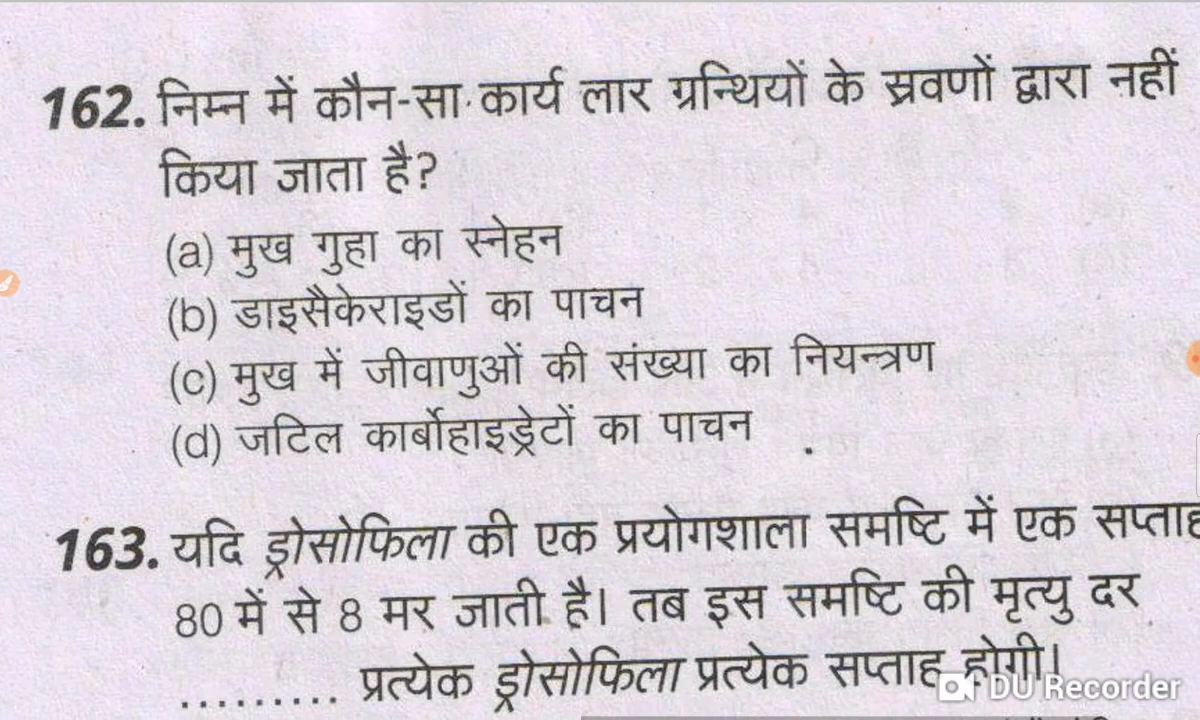 162. निम्न में कौन-सा कार्य लार ग्रन्थियों के स्रवणों द्वारा नहीं
किया जाता है?
(a) मुख गुहा का स्नेहन
(b) डाइसैकेराइडों का पाचन
(c) मुख में जीवाणुओं की संख्या का नियन्त्रण
(d) जटिल कार्बोहाइड्रेटों का पाचन
163. यदि ड्रोसोफिला की एक प्रयोगशाला समष्टि में एक सप्ताह
80 में से 8 मर जाती है। तब इस समष्टि की मृत्यु दर
.......... प्रत्येक ड्रोसोफिला प्रत्येक सप्ताह होगी।
DU Recorder